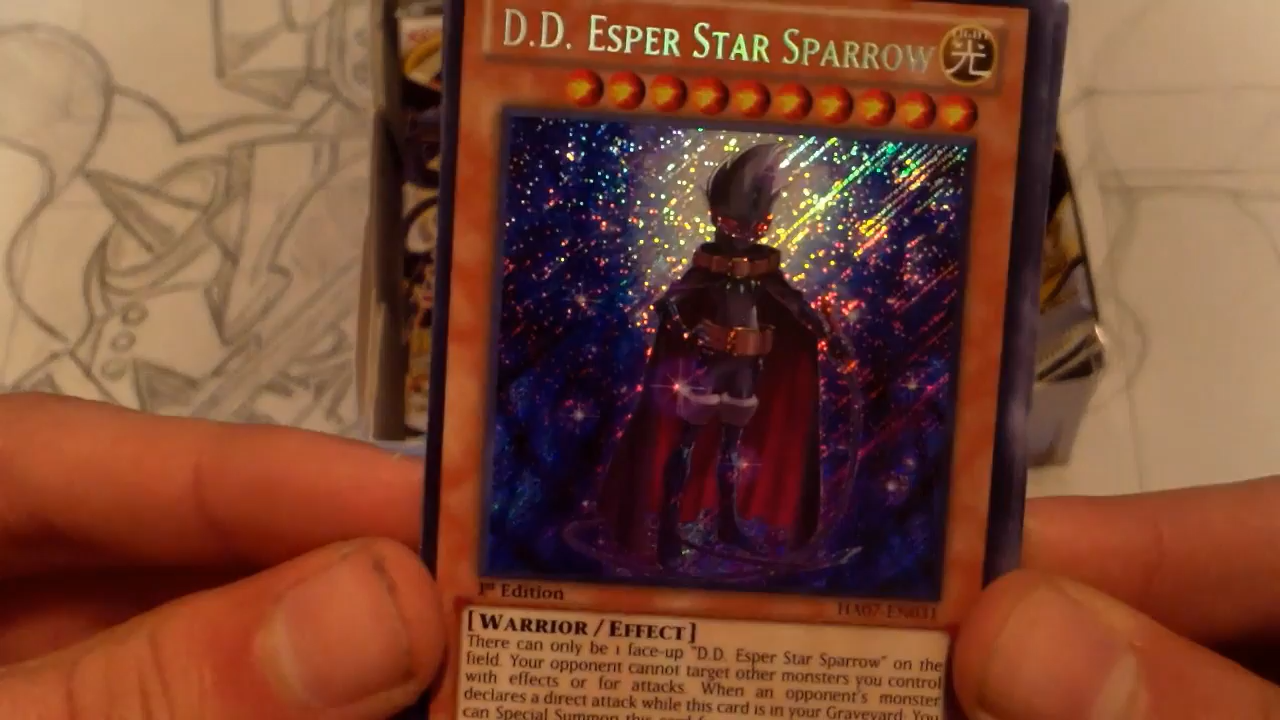 D.D. Esper Star Sparrow
LIGHT
光
1st Edition
HA07-EN031
[Warrior / Effect]
There can only be 1 face-up "D.D. Esper Star Sparrow" on the
field. Your opponent cannot target other monsters you control
with effects or for attacks. When an opponent's monster
declares a direct attack while this card is in your Graveyard: You
can Special Summon this card